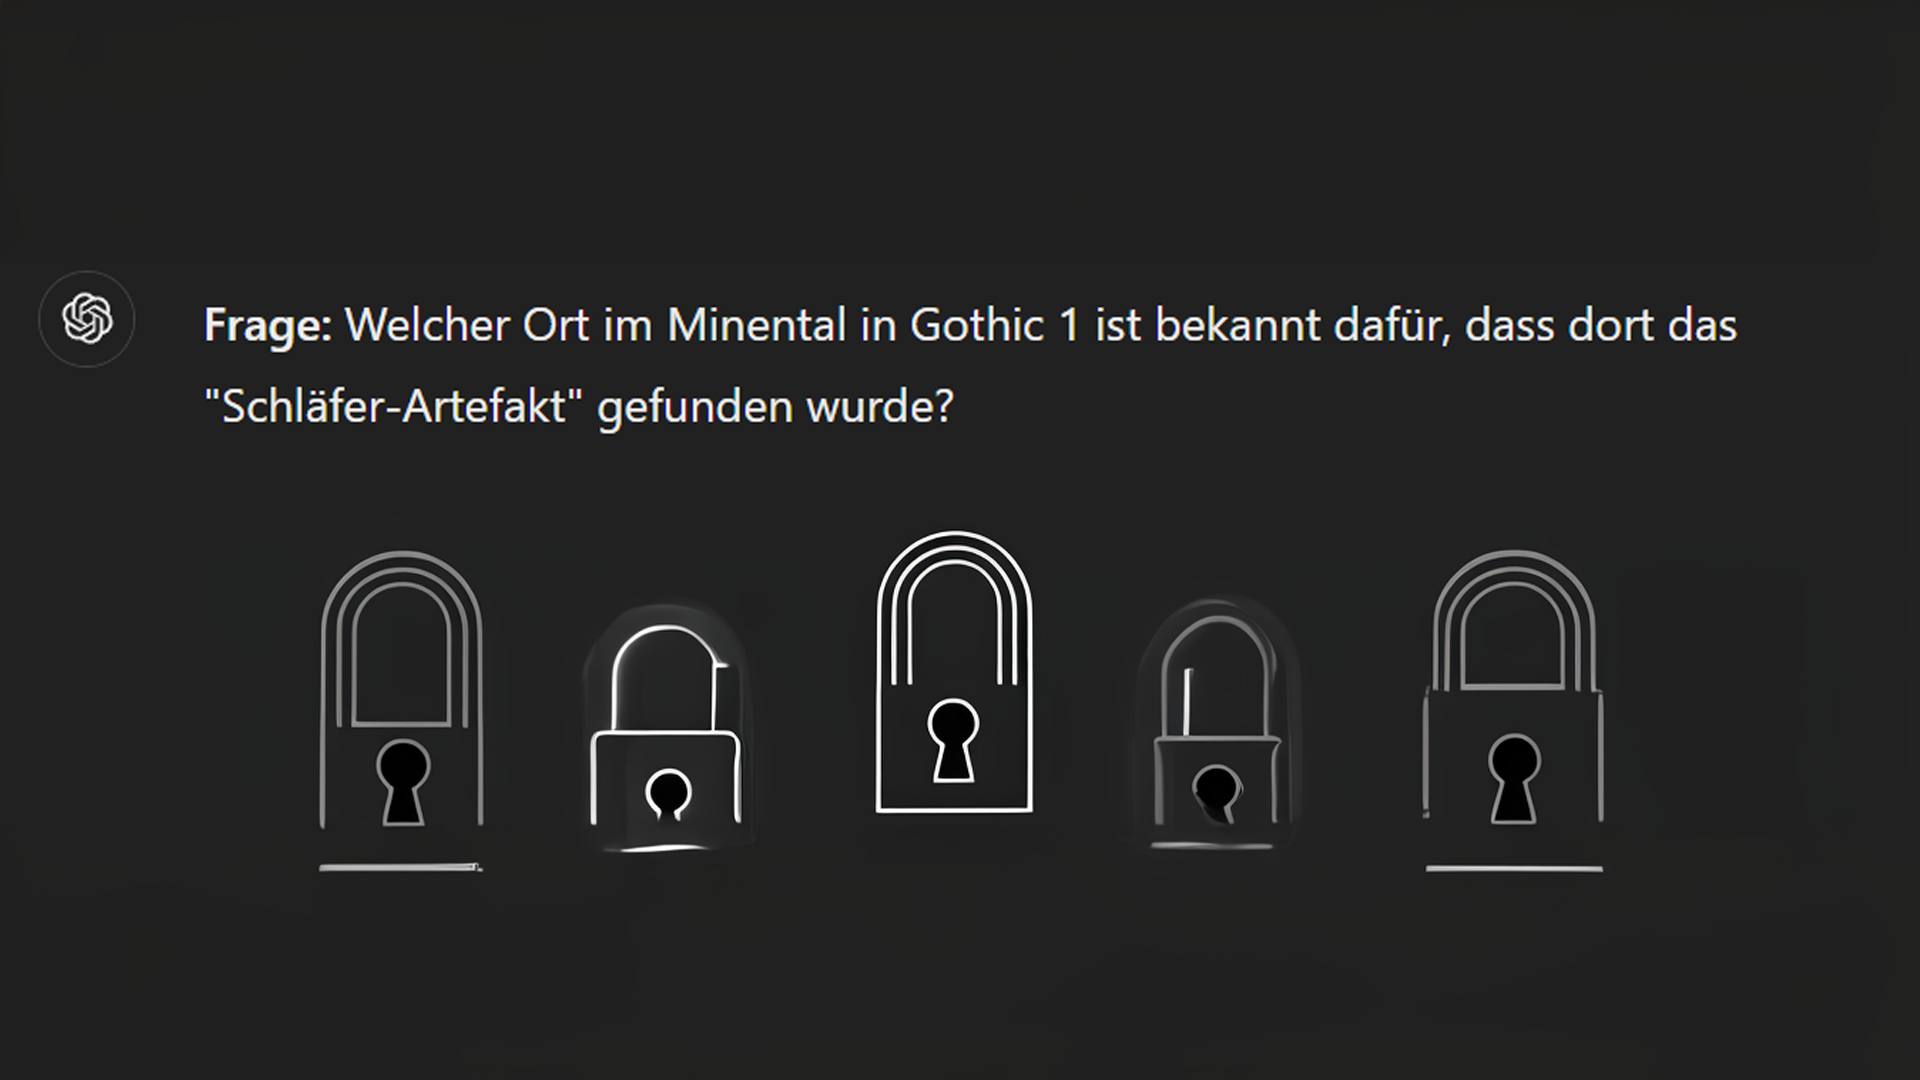 Frage: Welcher Ort im Minental in Gothic 1 ist bekannt dafür, dass dort das
"Schläfer-Artefakt" gefunden wurde?